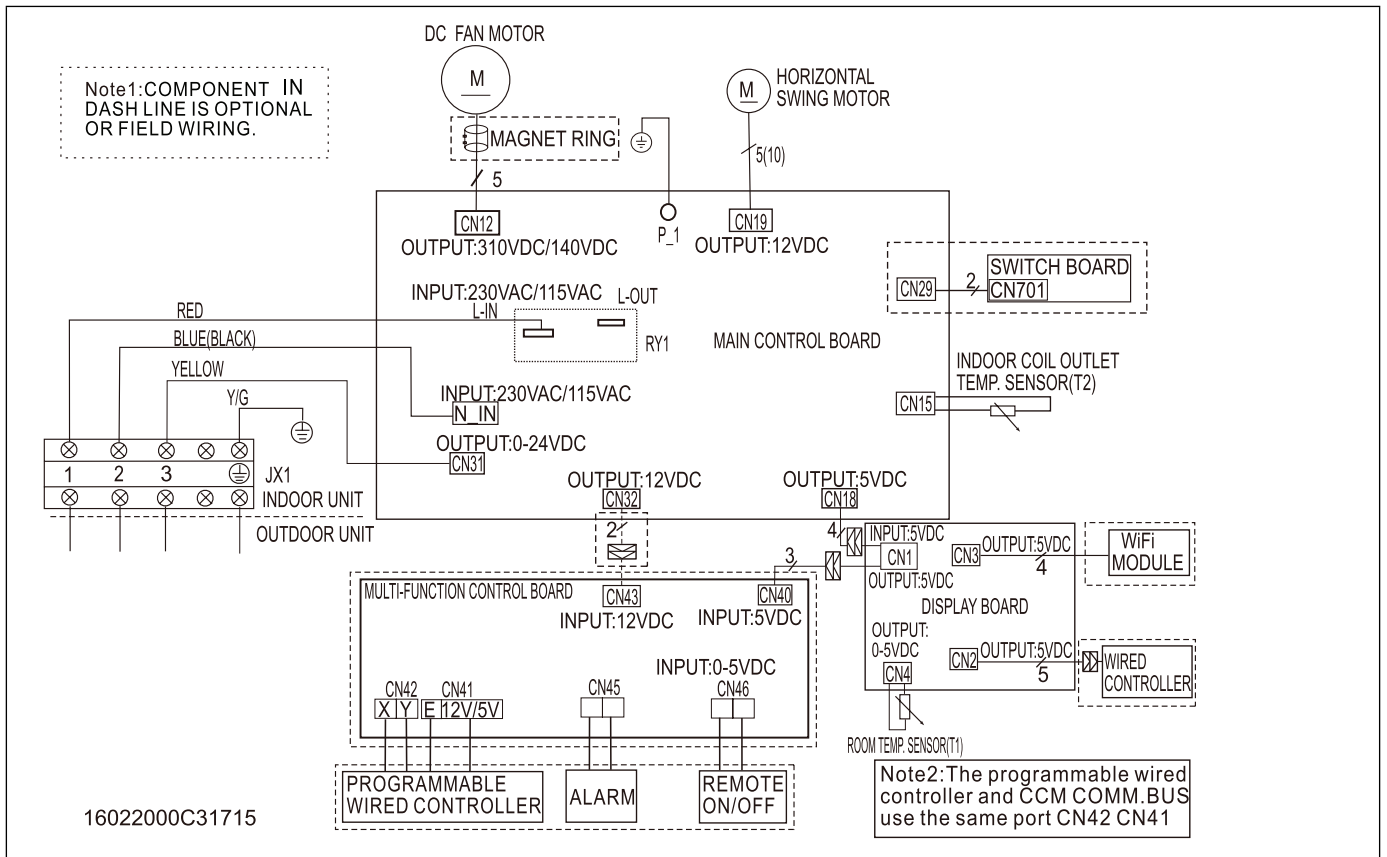 DC FAN MOTOR
Note1:COMPONENT IN
DASH LINE IS OPTIONAL
OR FIELD WIRING.
M
MAGNET RING
5
M
HORIZONTAL
SWING MOTOR
5(10)
CN12
OUTPUT:310VDC/140VDC
P_1
CN19
OUTPUT:12VDC
INPUT:230VAC/115VAC
L-IN
L-OUT
RY1
MAIN CONTROL BOARD
CN29
2
SWITCH BOARD
CN701
INDOOR COIL OUTLET
TEMP. SENSOR(T2)
CN15
RED
BLUE(BLACK)
YELLOW
Y/G
INPUT:230VAC/115VAC
N_IN
OUTPUT:0-24VDC
CN31
1 2 3
JX1
INDOOR UNIT
OUTDOOR UNIT
OUTPUT:12VDC
CN32
2
OUTPUT:5VDC
CN18
4
3
INPUT:5VDC
CN1
OUTPUT:5VDC
CN3
OUTPUT:5VDC
4
WiFi
MODULE
DISPLAY BOARD
OUTPUT:
0-5VDC
CN4
CN2
OUTPUT:5VDC
5
WIRED
CONTROLLER
ROOM TEMP. SENSOR(T1)
MULTI-FUNCTION CONTROL BOARD
CN43
INPUT:12VDC
CN40
INPUT:5VDC
INPUT:0-5VDC
CN42
X Y
CN41
E 12V/5V
CN45
CN46
PROGRAMMABLE
WIRED CONTROLLER
ALARM
REMOTE
ON/OFF
Note2:The programmable wired
controller and CCM COMM.BUS
use the same port CN42 CN41
16022000C31715